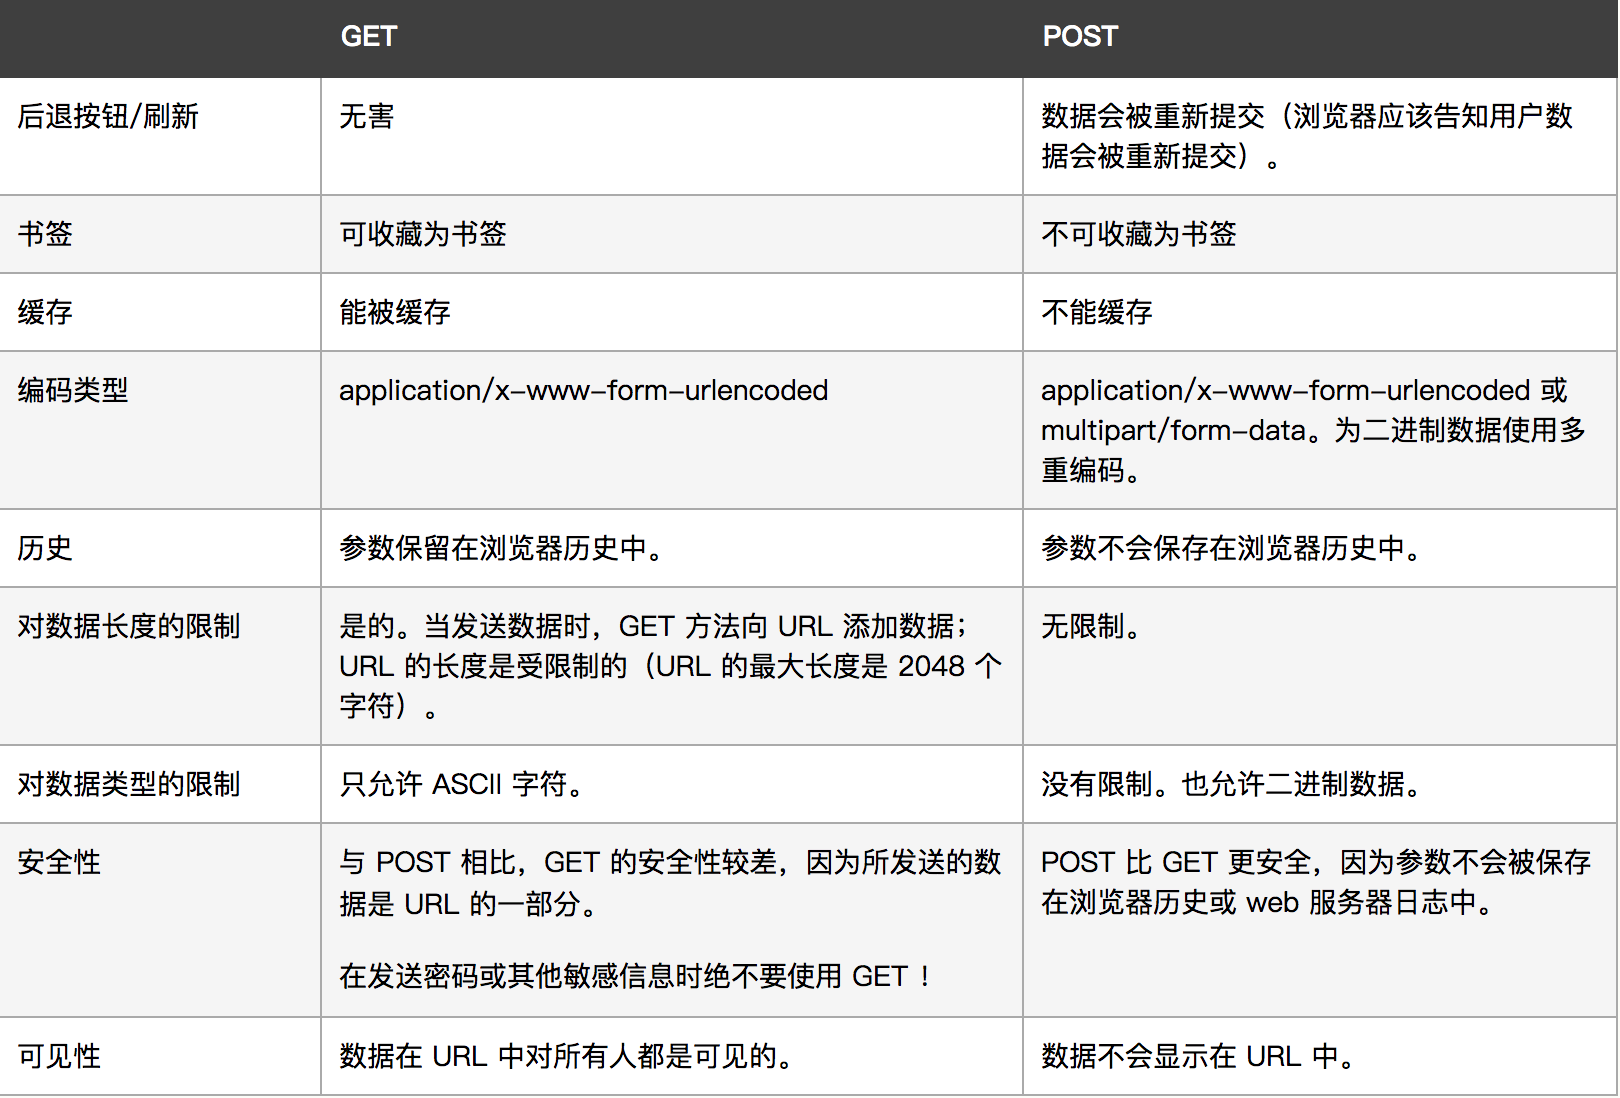 GET
POST
后退按钮/刷新
无害
数据会被重新提交（浏览器应该告知用户数
据会被重新提交）。
书签
可收藏为书签
不可收藏为书签
缓存
能被缓存
不能缓存
编码类型
application/x-www-form-urlencoded
application/x-www-form-urlencoded 或
multipart/form-data。为二进制数据使用多
重编码。
历史
参数保留在浏览器历史中。
参数不会保存在浏览器历史中。
对数据长度的限制
是的。当发送数据时，GET 方法向 URL 添加数据；
URL 的长度是受限制的（URL 的最大长度是 2048 个
字符）。
无限制。
对数据类型的限制
只允许 ASCII 字符。
没有限制。也允许二进制数据。
安全性
与 POST 相比，GET 的安全性较差，因为所发送的数
据是 URL 的一部分。
在发送密码或其他敏感信息时绝不要使用 GET ！
POST 比 GET 更安全，因为参数不会被保存
在浏览器历史或 web 服务器日志中。
可见性
数据在 URL 中对所有人都是可见的。
数据不会显示在 URL 中。